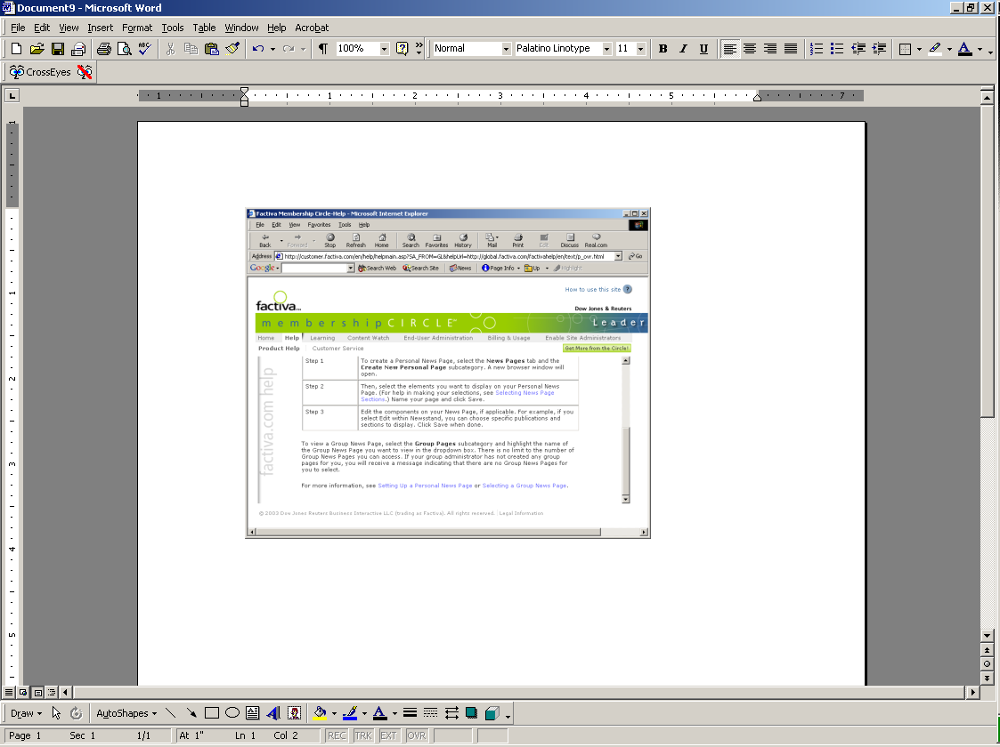 Document9 - Microsoft Word
File Edit View Insert Format Tools Table Window Help Acrobat
100% Normal Palatino Linotype 11 B I U
CrossEyes
1 1 2 3 4 5 7
Factiva Membership Circle-Help - Microsoft Internet Explorer
File Edit View Favorites Tools Help
Back Forward Stop Refresh Home Search Favorites History Mail Print Edit Discuss Real.com
Address http://customer.factiva.com/en/help/helpmain.asp?SA_FROM=GL&helpUrl=http://global.factiva.com/factivahelp/en/text/p_ovr.html Go
Google Search Web Search Site News Page Info Up Highlight
How to use this site ?
factiva...
Dow Jones & Reuters
membershipCIRCLE™ Leader
Home Help Learning Content Watch End-User Administration Billing & Usage Enable Site Administrators
Product Help Customer Service Get More from the Circle!
factiva.com help
Step 1 To create a Personal News Page, select the News Pages tab and the
Create New Personal Page subcategory. A new browser window will
open.
Step 2 Then, select the elements you want to display on your Personal News
Page. (For help in making your selections, see Selecting News Page
Sections.) Name your page and click Save.
Step 3 Edit the components on your News Page, if applicable. For example, if you
select Edit within Newsstand, you can choose specific publications and
sections to display. Click Save when done.
To view a Group News Page, select the Group Pages subcategory and highlight the name of
the Group News Page you want to view in the dropdown box. There is no limit to the number of
Group News Pages you can access. If your group administrator has not created any group
pages for you, you will receive a message indicating that there are no Group News Pages for
you to select.
For more information, see Setting Up a Personal News Page or Selecting a Group News Page.
© 2003 Dow Jones Reuters Business Interactive LLC (trading as Factiva). All rights reserved. Legal Information
1
1
2
3
4
5
Draw AutoShapes
Page 1 Sec 1 1/1 At 1" Ln 1 Col 2 REC TRK EXT OVR